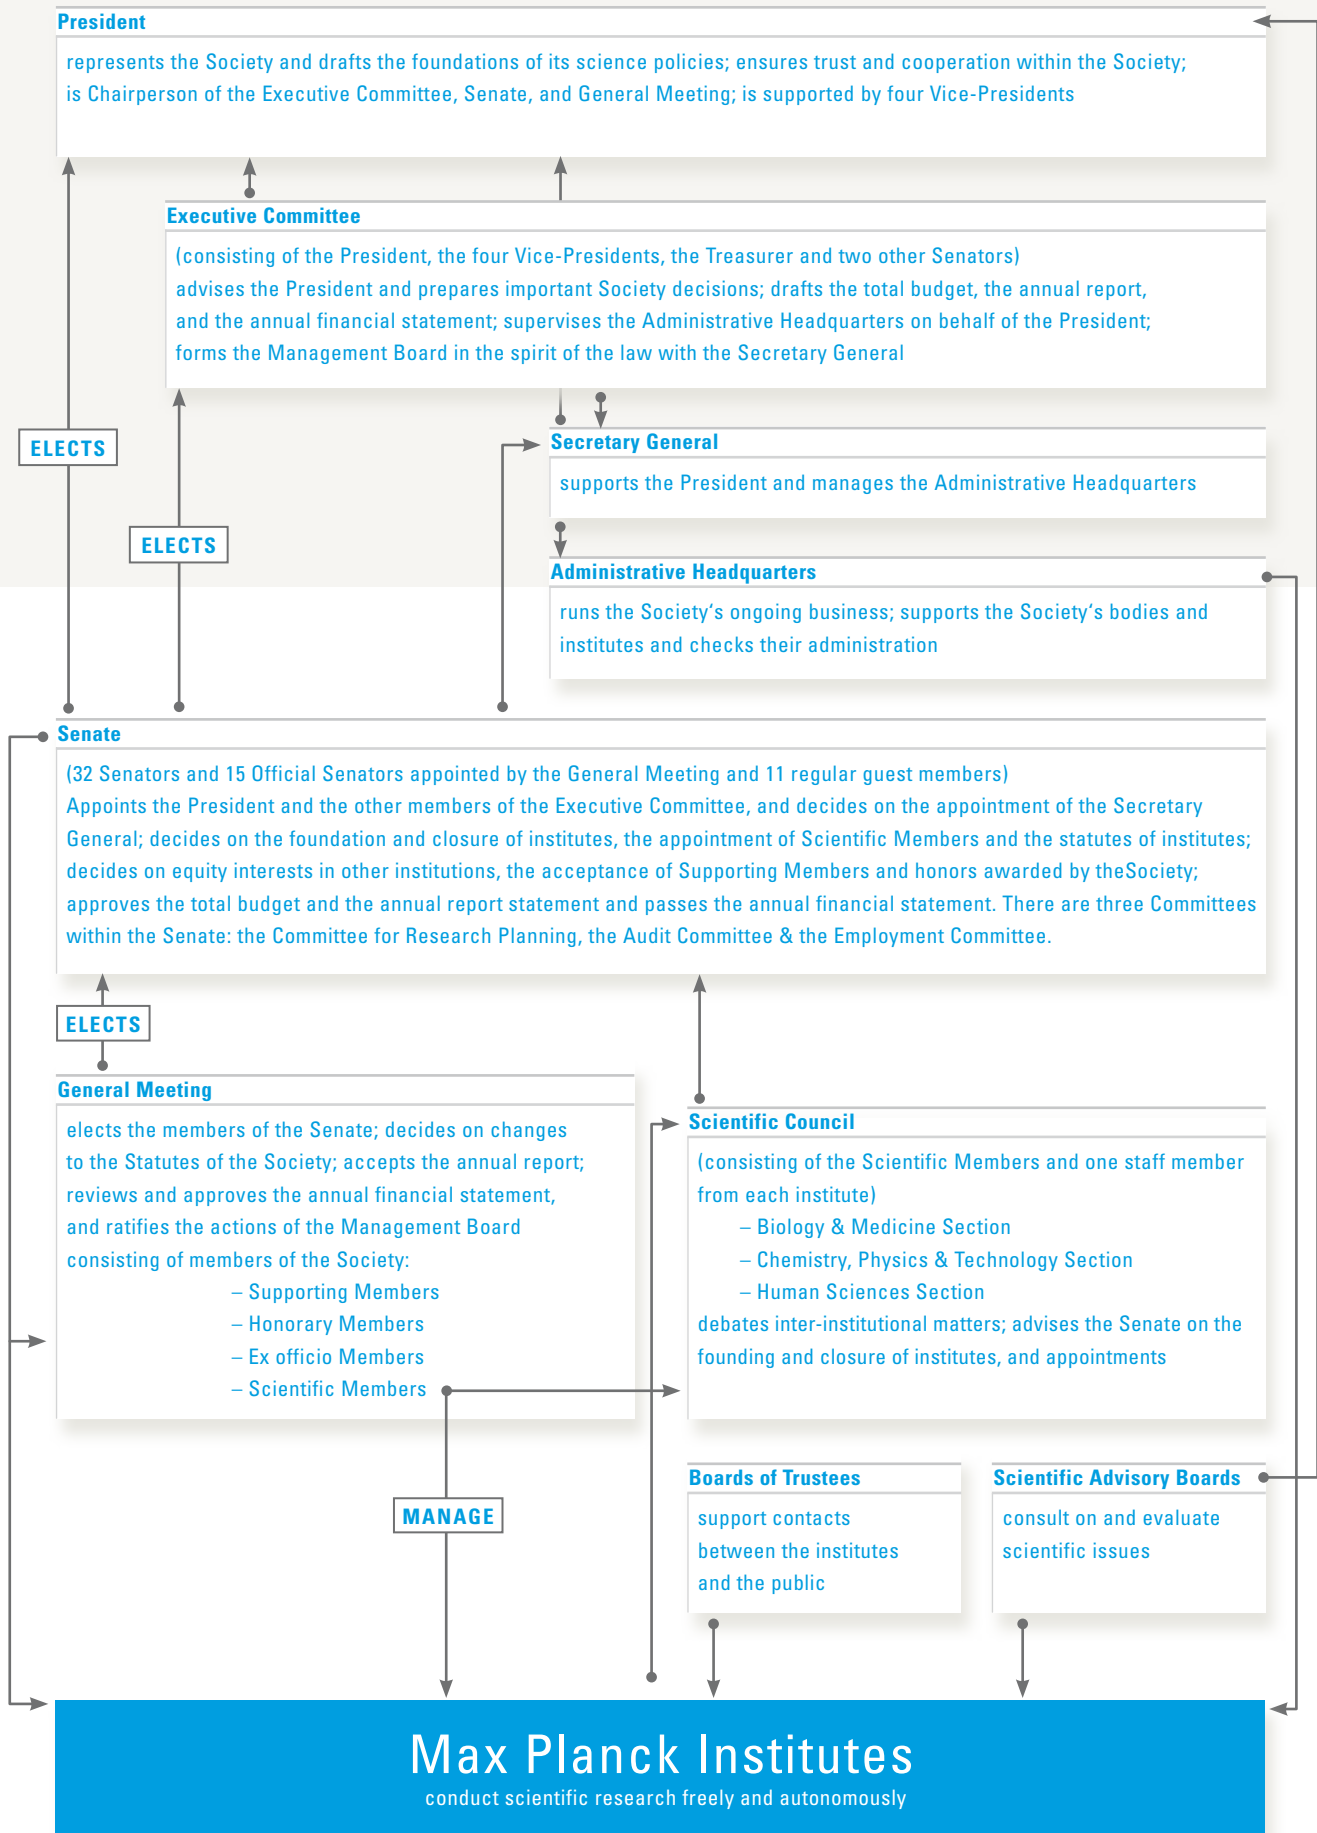 President
represents the Society and drafts the foundations of its science policies; ensures trust and cooperation within the Society;
is Chairperson of the Executive Committee, Senate, and General Meeting; is supported by four Vice-Presidents
Executive Committee
(consisting of the President, the four Vice-Presidents, the Treasurer and two other Senators)
advises the President and prepares important Society decisions; drafts the total budget, the annual report,
and the annual financial statement; supervises the Administrative Headquarters on behalf of the President;
forms the Management Board in the spirit of the law with the Secretary General
ELECTS
Secretary General
supports the President and manages the Administrative Headquarters
ELECTS
Administrative Headquarters
runs the Society‘s ongoing business; supports the Society‘s bodies and
institutes and checks their administration
Senate
(32 Senators and 15 Official Senators appointed by the General Meeting and 11 regular guest members)
Appoints the President and the other members of the Executive Committee, and decides on the appointment of the Secretary
General; decides on the foundation and closure of institutes, the appointment of Scientific Members and the statutes of institutes;
decides on equity interests in other institutions, the acceptance of Supporting Members and honors awarded by theSociety;
approves the total budget and the annual report statement and passes the annual financial statement. There are three Committees
within the Senate: the Committee for Research Planning, the Audit Committee & the Employment Committee.
ELECTS
General Meeting
elects the members of the Senate; decides on changes
to the Statutes of the Society; accepts the annual report;
reviews and approves the annual financial statement,
and ratifies the actions of the Management Board
consisting of members of the Society:
– Supporting Members
– Honorary Members
– Ex officio Members
– Scientific Members
Scientific Council
(consisting of the Scientific Members and one staff member
from each institute)
– Biology & Medicine Section
– Chemistry, Physics & Technology Section
– Human Sciences Section
debates inter-institutional matters; advises the Senate on the
founding and closure of institutes, and appointments
MANAGE
Boards of Trustees
support contacts
between the institutes
and the public
Scientific Advisory Boards
consult on and evaluate
scientific issues
Max Planck Institutes
conduct scientific research freely and autonomously